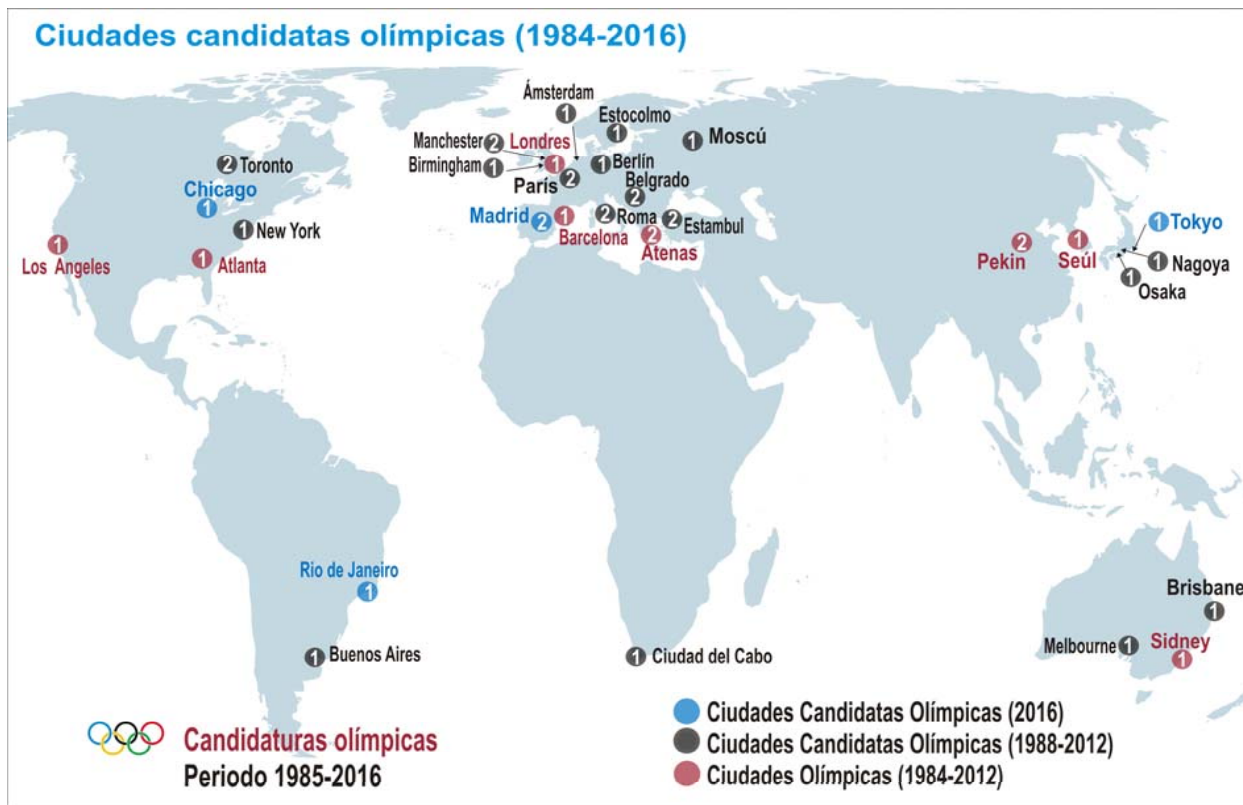 Ciudades candidatas olímpicas (1984-2016)
Ámsterdam
1
Estocolmo
1
Manchester 2
Londres
1
Birmingham 1
1 Moscú
1 Berlín
París 2
Belgrado
2
2 Toronto
Chicago
1
1 New York
Madrid 2
1
Barcelona
2 Roma
2 Estambul
2
Atenas
1
Los Angeles
1 Atlanta
2
Pekin
1
Seúl
1 Tokyo
1 Nagoya
1 Osaka
Rio de Janeiro
1
1 Buenos Aires
1 Ciudad del Cabo
Brisbane
1
Melbourne 1
Sidney
1
Ciudades Candidatas Olímpicas (2016)
Ciudades Candidatas Olímpicas (1988-2012)
Ciudades Olímpicas (1984-2012)
Candidaturas olímpicas
Periodo 1985-2016